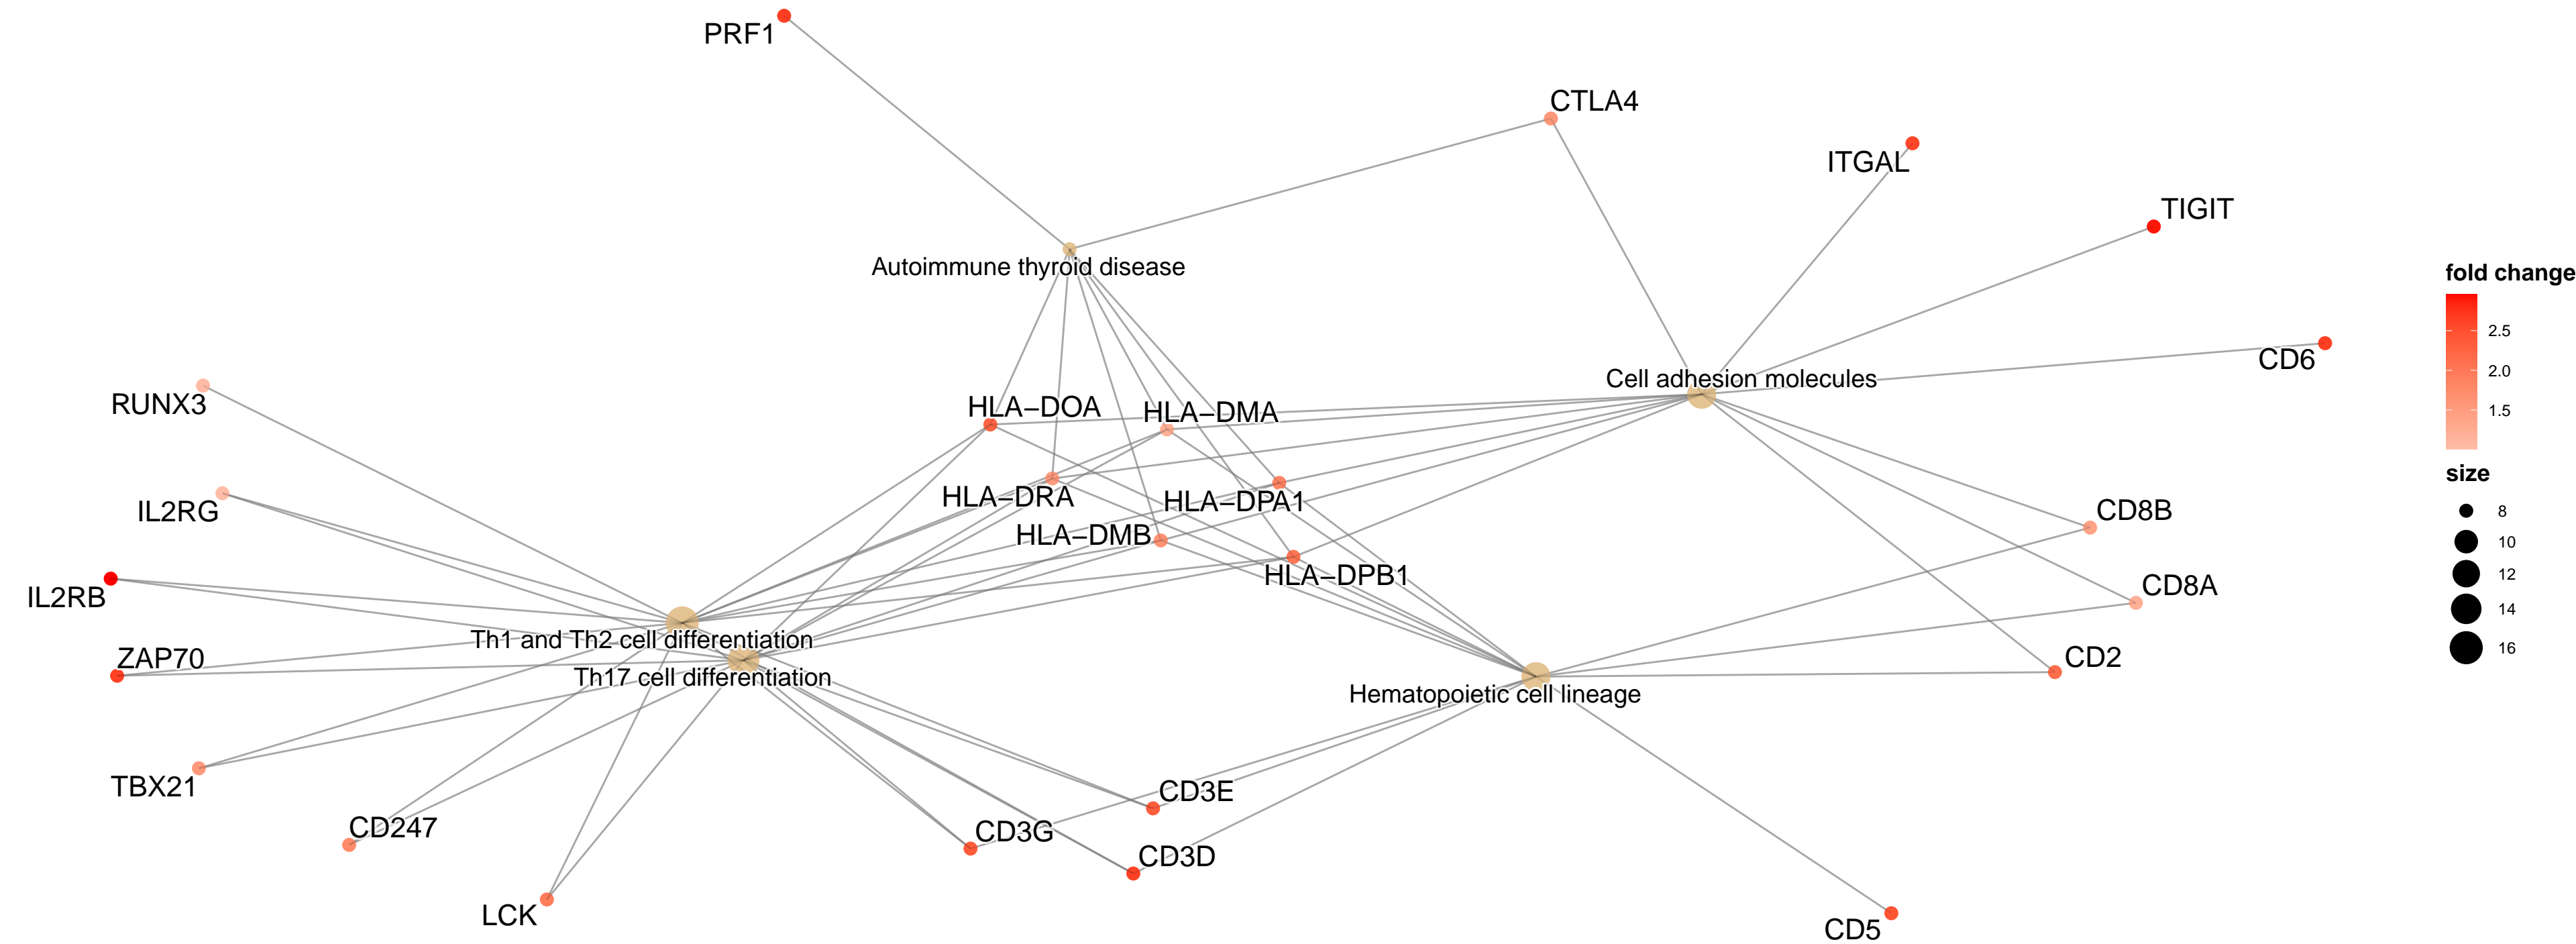 PRF1
CTLA4
ITGAL
TIGIT
Autoimmune thyroid disease
fold change
2.5
2.0
1.5
CD6
Cell adhesion molecules
RUNX3
HLA−DOA
HLA−DMA
size
8
10
12
14
16
HLA−DRA
HLA−DPA1
IL2RG
CD8B
HLA−DMB
HLA−DPB1
CD8A
IL2RB
Th1 and Th2 cell differentiation
ZAP70
CD2
Th17 cell differentiation
Hematopoietic cell lineage
TBX21
CD3E
CD247
CD3G
CD3D
LCK
CD5